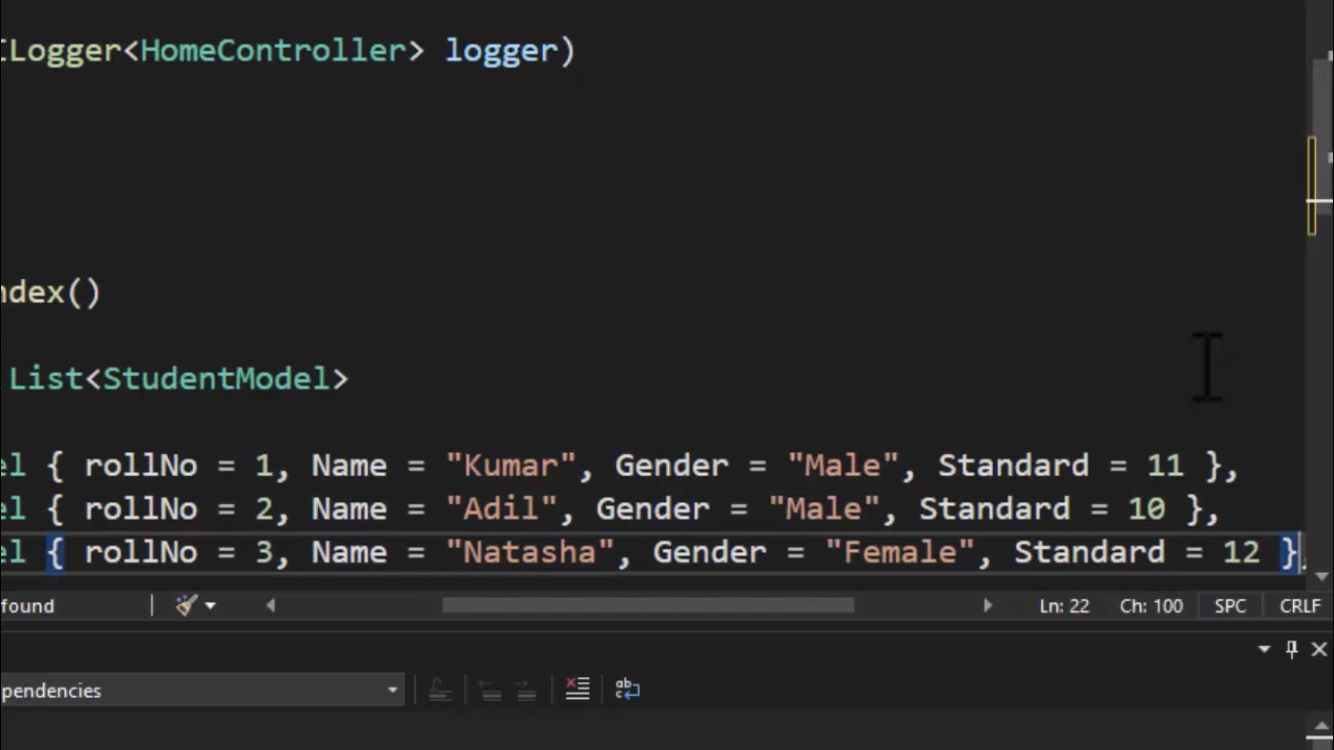 ILogger<HomeController> logger)
ndex()
List<StudentModel>
el { rollNo = 1, Name = "Kumar", Gender = "Male", Standard = 11 },
el { rollNo = 2, Name = "Adil", Gender = "Male", Standard = 10 },
el { rollNo = 3, Name = "Natasha", Gender = "Female", Standard = 12 },
found Ln: 22 Ch: 100 SPC CRLF
pendencies